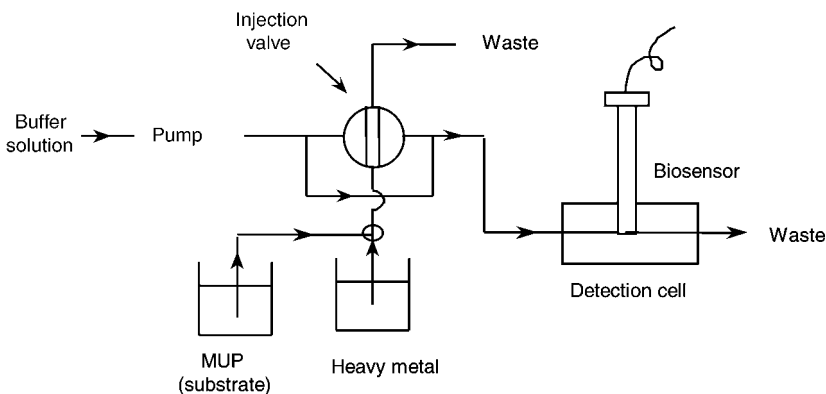 Injection
valve
Waste
Buffer
solution
Pump
Biosensor
Waste
Detection cell
MUP
(substrate)
Heavy metal